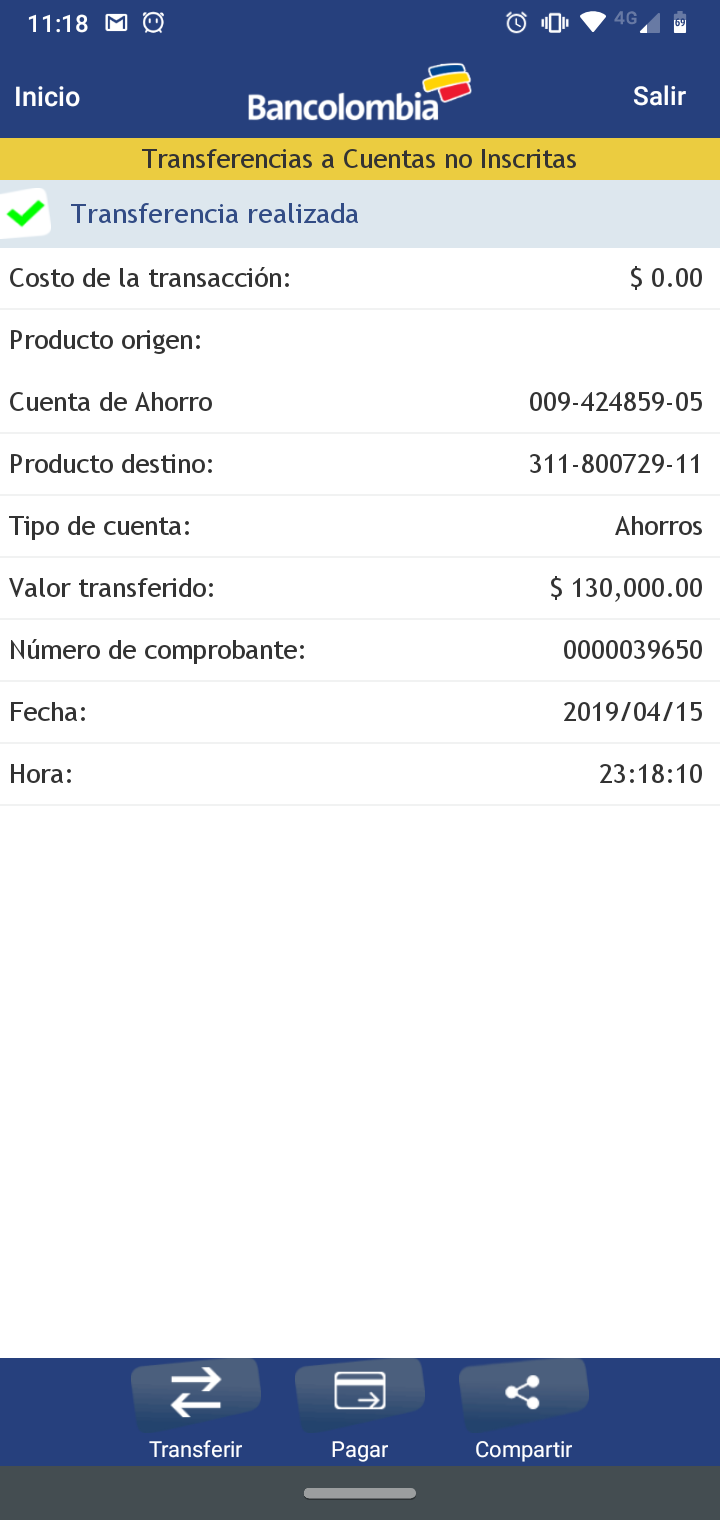 11:18 4G 69
Inicio Bancolombia Salir
Transferencias a Cuentas no Inscritas
Transferencia realizada
Costo de la transacción: $ 0.00
Producto origen:
Cuenta de Ahorro 009-424859-05
Producto destino: 311-800729-11
Tipo de cuenta: Ahorros
Valor transferido: $ 130,000.00
Número de comprobante: 0000039650
Fecha: 2019/04/15
Hora: 23:18:10
Transferir Pagar Compartir